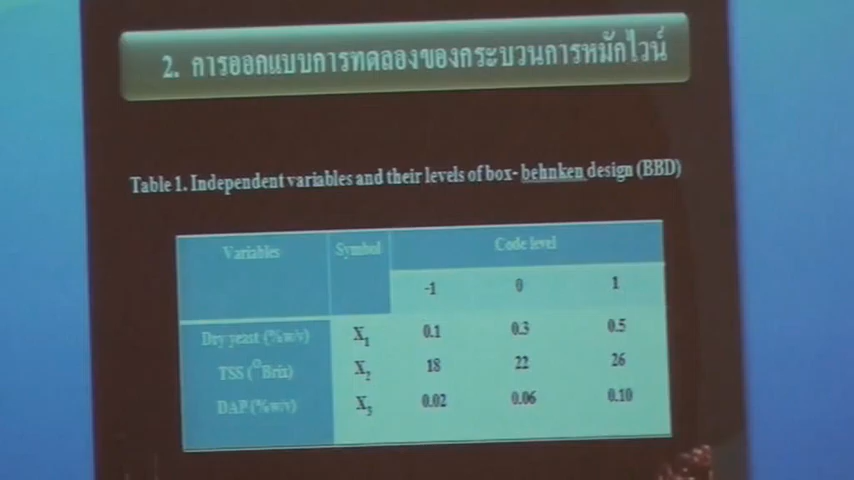 2. การออกแบบการทดลองของกระบวนการหมักไวน์
Table 1. Independent variables and their levels of box- behnken design (BBD)
Variables Symbol Code level
-1 0 1
Dry yeast (%w/v) X1 0.1 0.3 0.5
TSS (°Brix) X2 18 22 26
DAP (%w/v) X3 0.02 0.06 0.10